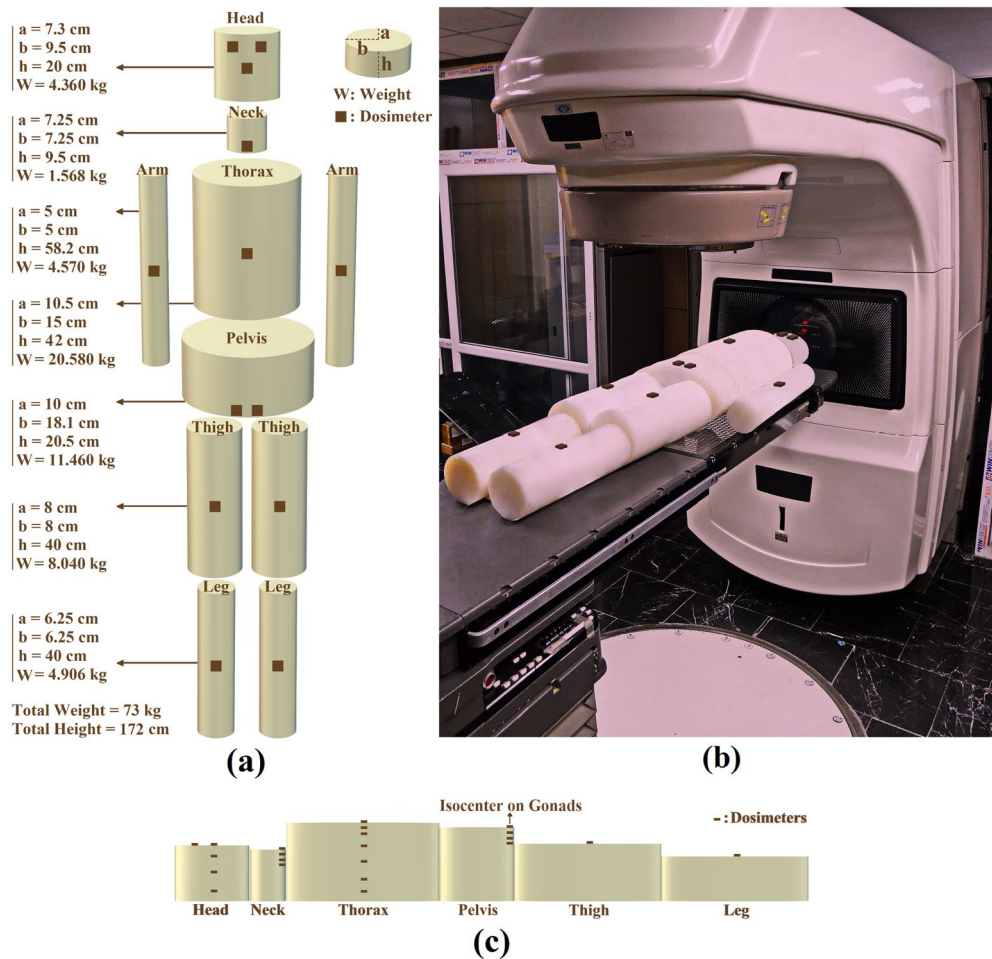 Head
a = 7.3 cm
b = 9.5 cm
h = 20 cm
W = 4.360 kg
a
b
h
W: Weight
: Dosimeter
Neck
a = 7.25 cm
b = 7.25 cm
h = 9.5 cm
W = 1.568 kg
Arm
Thorax
Arm
a = 5 cm
b = 5 cm
h = 58.2 cm
W = 4.570 kg
a = 10.5 cm
b = 15 cm
h = 42 cm
W = 20.580 kg
Pelvis
a = 10 cm
b = 18.1 cm
h = 20.5 cm
W = 11.460 kg
Thigh Thigh
a = 8 cm
b = 8 cm
h = 40 cm
W = 8.040 kg
Leg Leg
a = 6.25 cm
b = 6.25 cm
h = 40 cm
W = 4.906 kg
Total Weight = 73 kg
Total Height = 172 cm
(a)
(b)
Isocenter on Gonads
- : Dosimeters
Head Neck Thorax Pelvis Thigh Leg
(c)